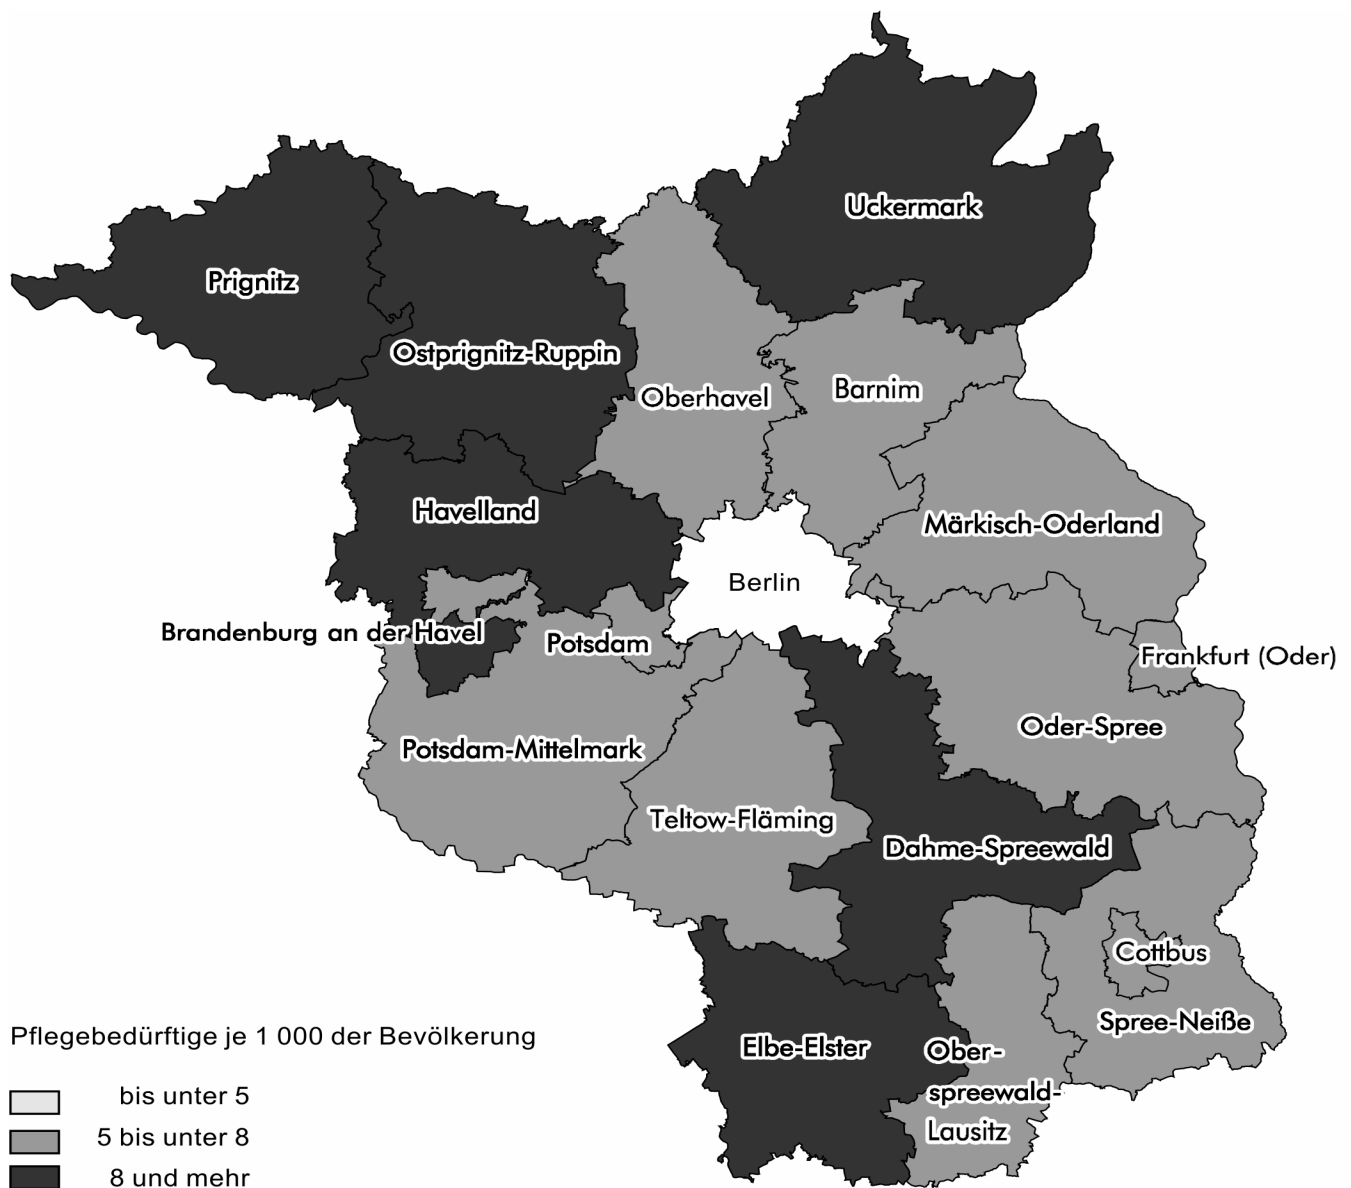 Uckermark
Prignitz
Ostprignitz-Ruppin
Oberhavel
Barnim
Havelland
Märkisch-Oderland
Berlin
Brandenburg an der Havel
Potsdam
Frankfurt (Oder)
Oder-Spree
Potsdam-Mittelmark
Teltow-Fläming
Dahme-Spreewald
Cottbus
Spree-Neiße
Elbe-Elster
Ober-
spreewald-
Lausitz
Pflegebedürftige je 1 000 der Bevölkerung
bis unter 5
5 bis unter 8
8 und mehr